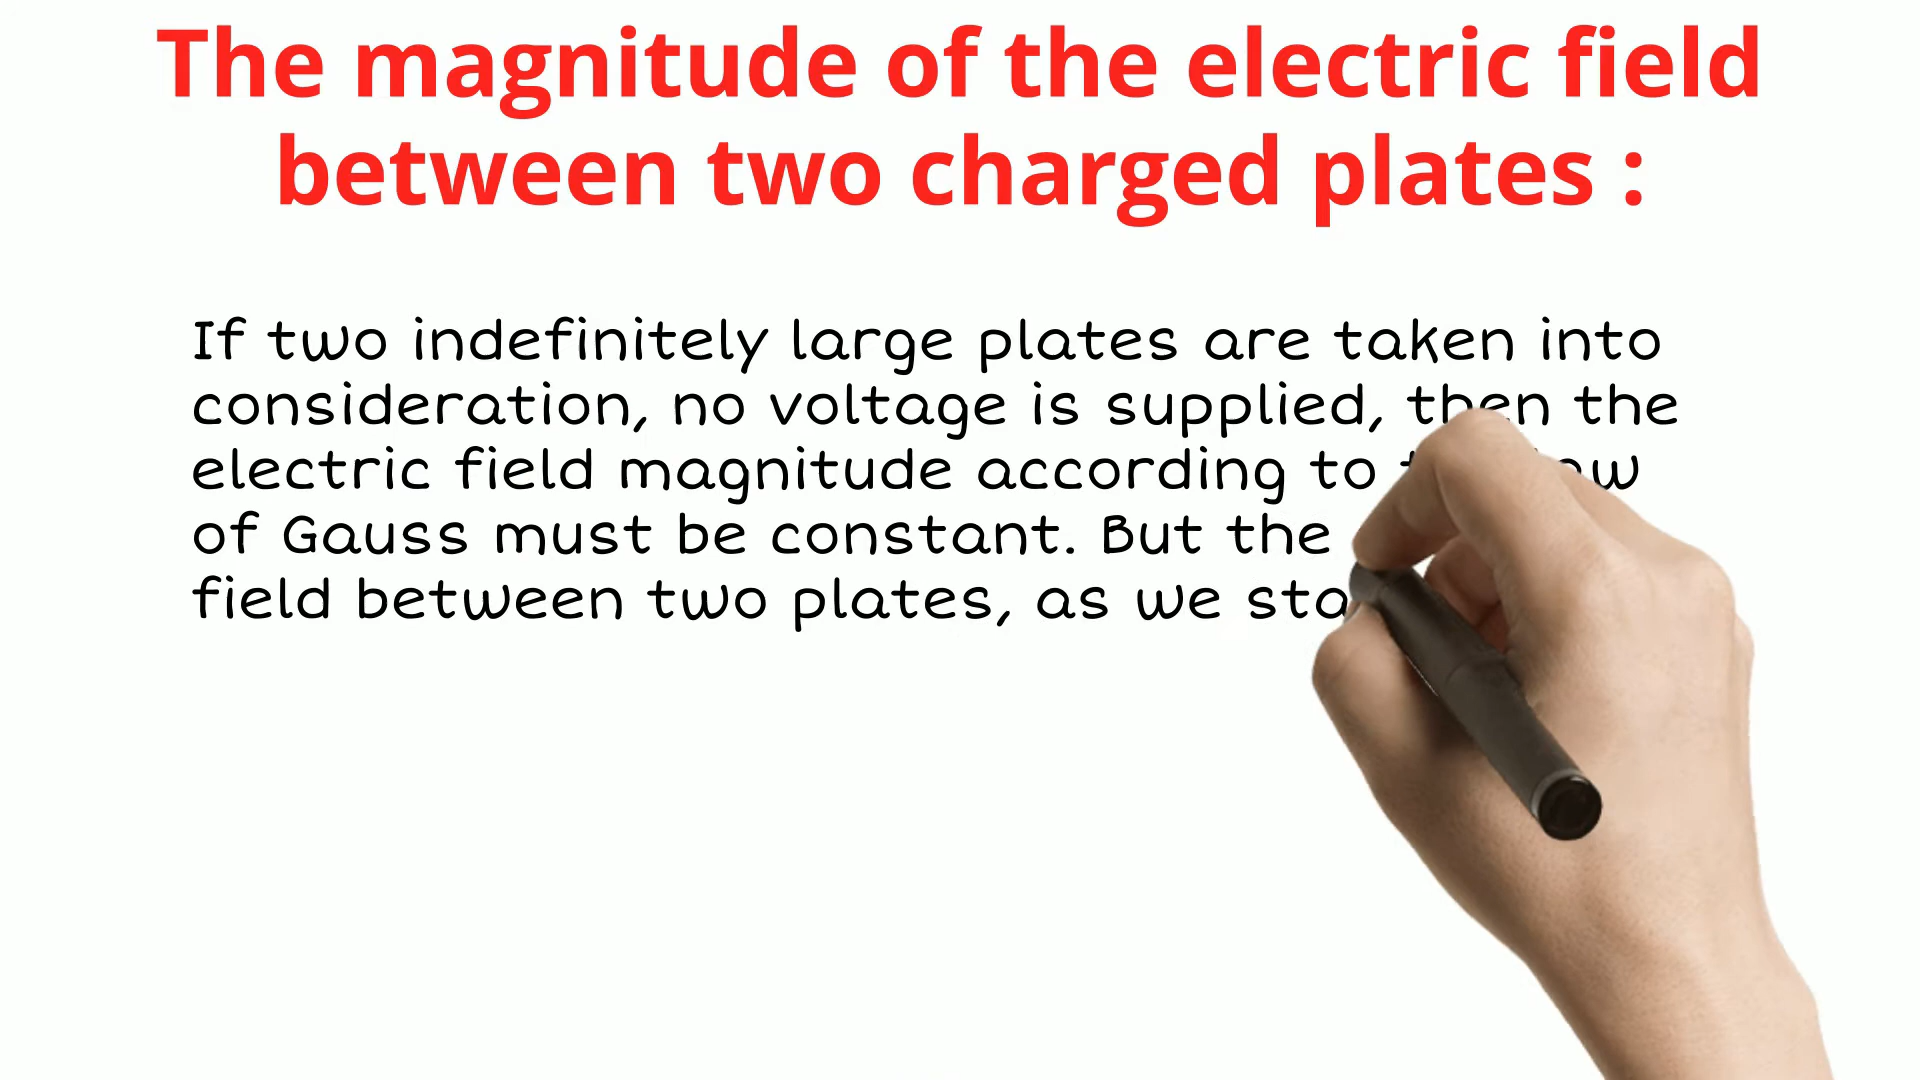 The magnitude of the electric field
between two charged plates :
If two indefinitely large plates are taken into
consideration, no voltage is supplied, then the
electric field magnitude according to
of Gauss must be constant. But the
field between two plates, as we